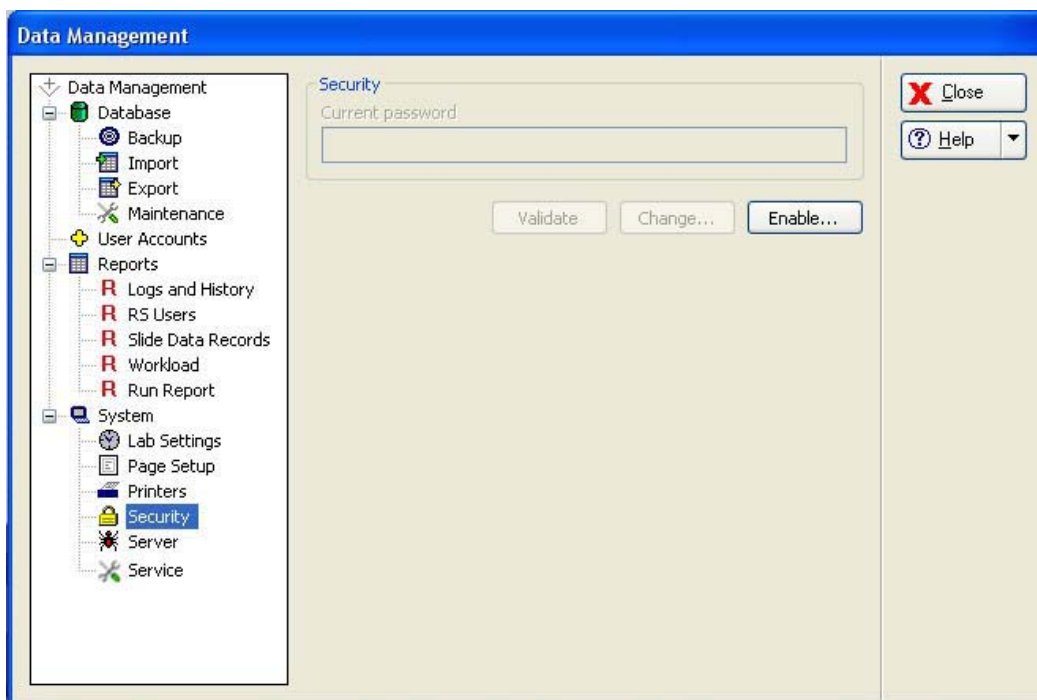 Data Management
Data Management
Database
Backup
Import
Export
Maintenance
User Accounts
Reports
R Logs and History
R RS Users
R Slide Data Records
R Workload
R Run Report
System
Lab Settings
Page Setup
Printers
Security
Server
Service
Security
Current password
Validate
Change...
Enable...
Close
Help